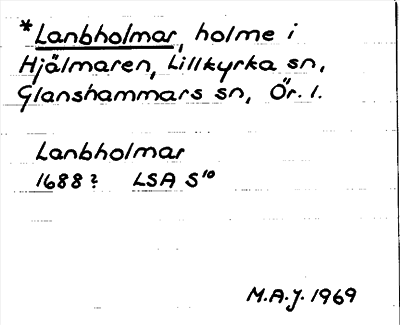 *Lanbholmar, holme i
Hjälmaren, Lillkyrka sn,
Glanshammars sn, Ör. l.
Lanbholmar
1688? LSA S¹⁰
M.A.J. 1969